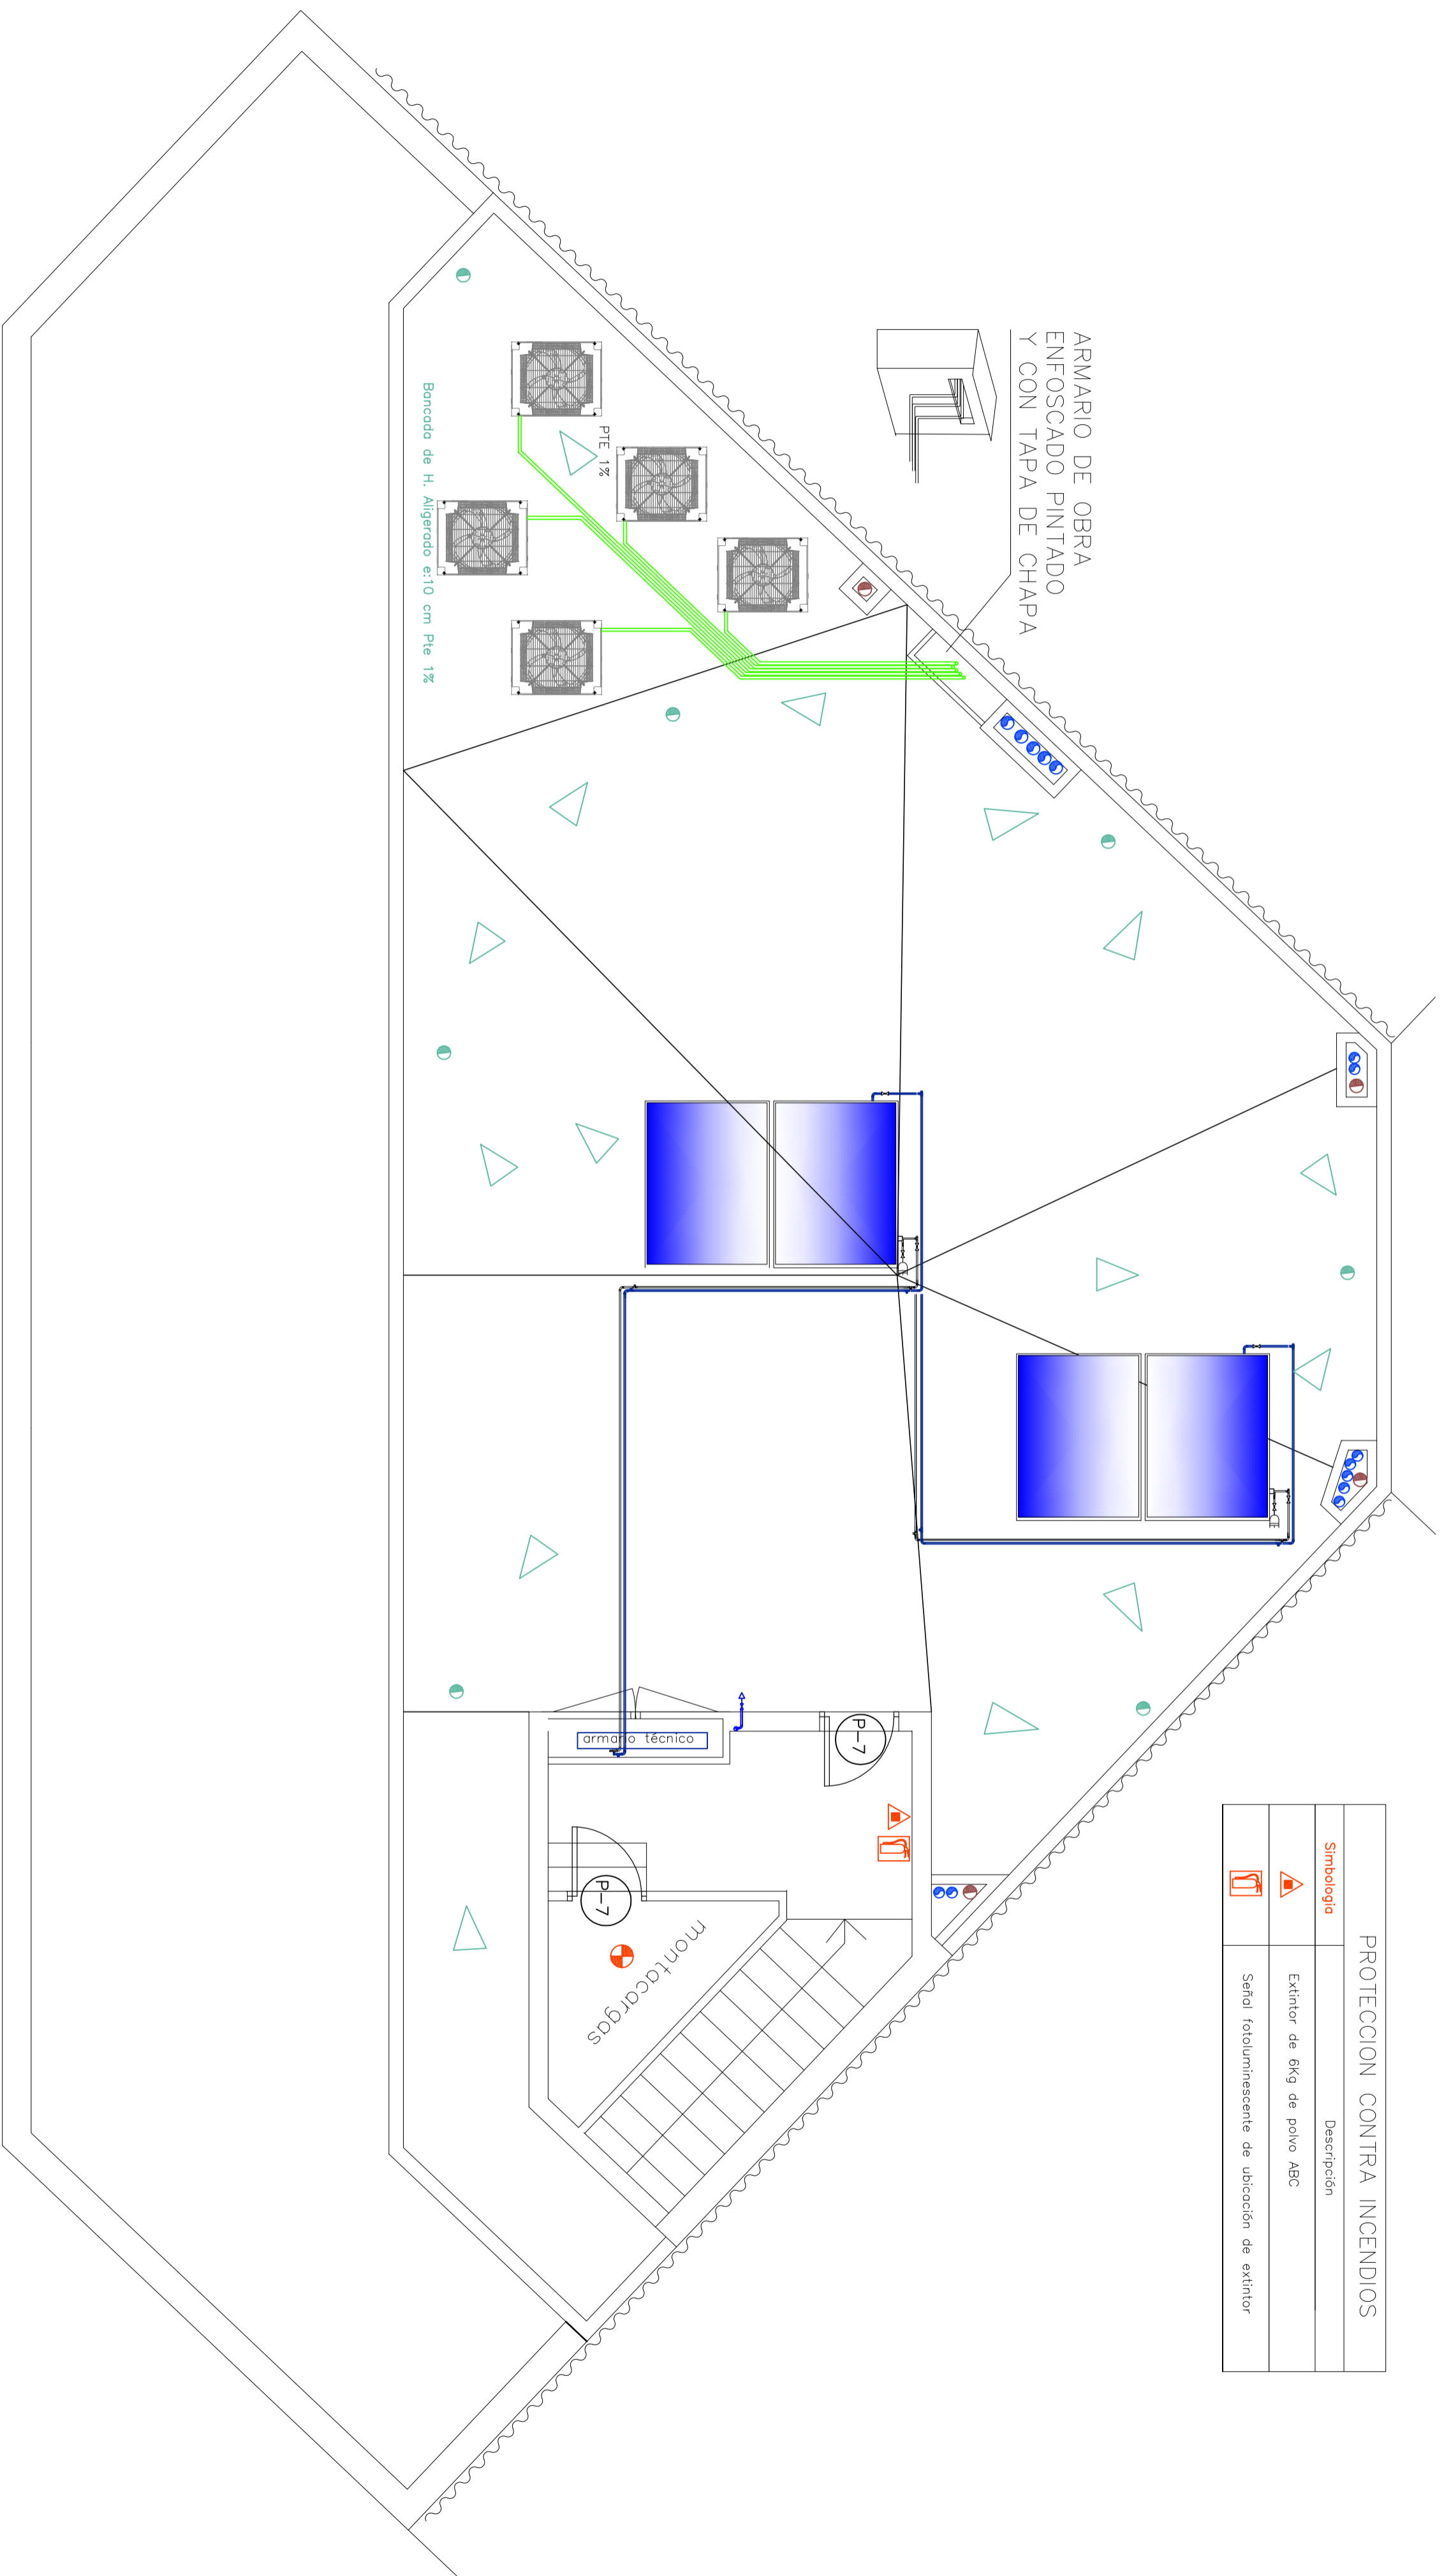 ARMARIO DE OBRA
ENFOSCADO PINTADO
Y CON TAPA DE CHAPA
PTE 1%
Bancada de H. Aligerado e:10 cm Pte 1%
armario técnico
P-7
P-7
montacargas
PROTECCION CONTRA INCENDIOS
Simbologia Descripción
Extintor de 6Kg de polvo ABC
Señal fotoluminescente de ubicación de extintor